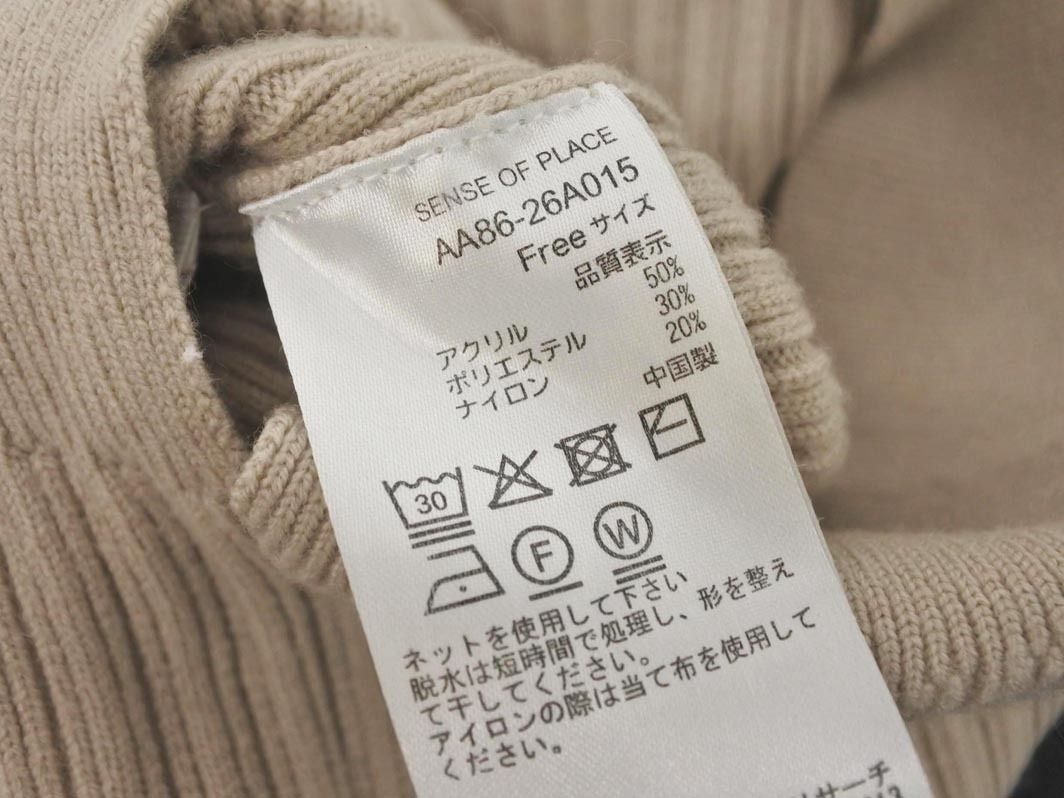 SENSE OF PLACE
AA86-26A015
Free サイズ
品質表示
アクリル 50%
ポリエステル 30%
ナイロン 20%
中国製
30
F W
ネットを使用して下さい
脱水は短時間で処理し、形を整え
て干してください。
アイロンの際は当て布を使用して
ください。
サーチ